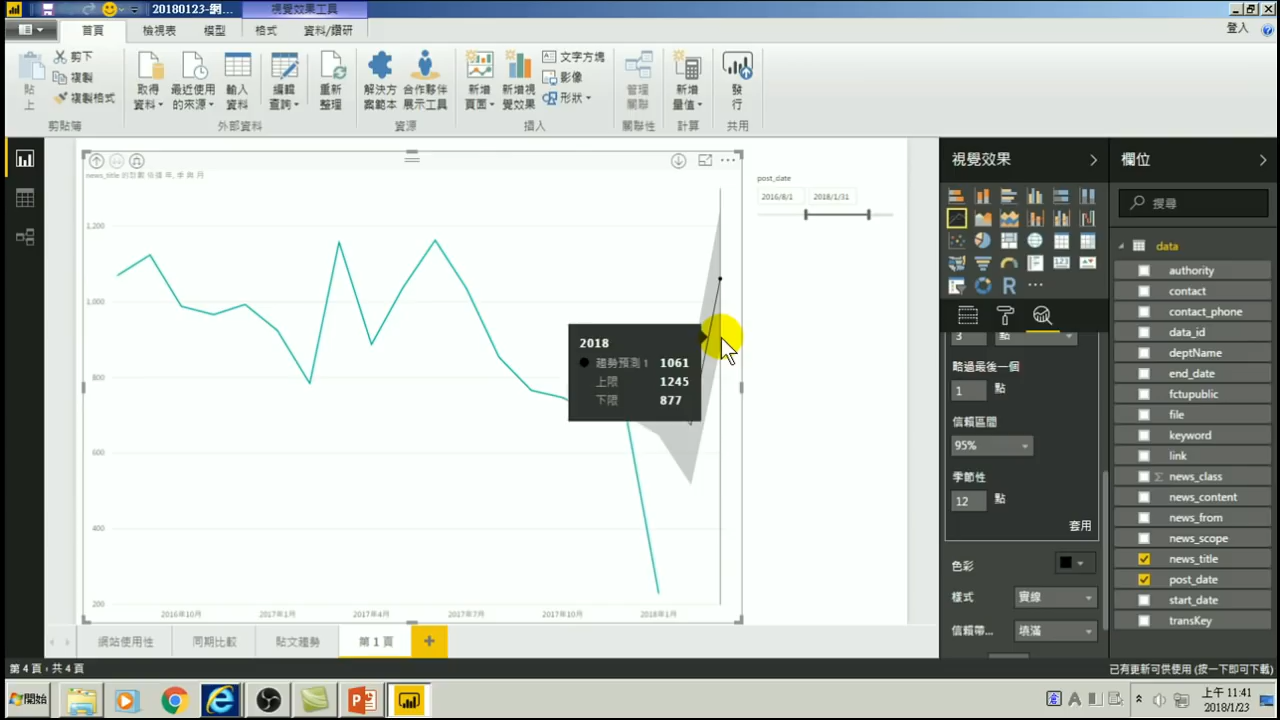 20180123-網...
視覺效果工具
首頁
檢視表
模型
格式
資料/鑽研
登入
貼上
剪下
複製
複製格式
剪貼簿
取得資料
最近使用的來源
輸入資料
編輯查詢
外部資料
重新整理
解決方案範本
合作夥伴展示工具
資源
新增頁面
新增視覺效果
文字方塊
影像
形狀
插入
管理關聯
關聯性
新增量值
計算
發行
共用
1,200
1,000
800
600
400
200
2016年10月
2017年1月
2017年4月
2017年7月
2017年10月
2018年1月
2018
趨勢預測 1 1061
上限 1245
下限 877
post_date
2016/8/1
2018/1/31
視覺效果
3
點
略過最後一個
1 點
信賴區間
95%
季節性
12 點
套用
色彩
樣式 實線
信賴帶... 填滿
欄位
搜尋
data
authority
contact
contact_phone
data_id
deptName
end_date
fctupublic
file
keyword
link
Σ news_class
news_content
news_from
news_scope
news_title
post_date
start_date
transKey
網站使用性
同期比較
貼文趨勢
第 1 頁
第 4 頁，共 4 頁
已有更新可供使用 (按一下即可下載)
開始
上午 11:41
2018/1/23